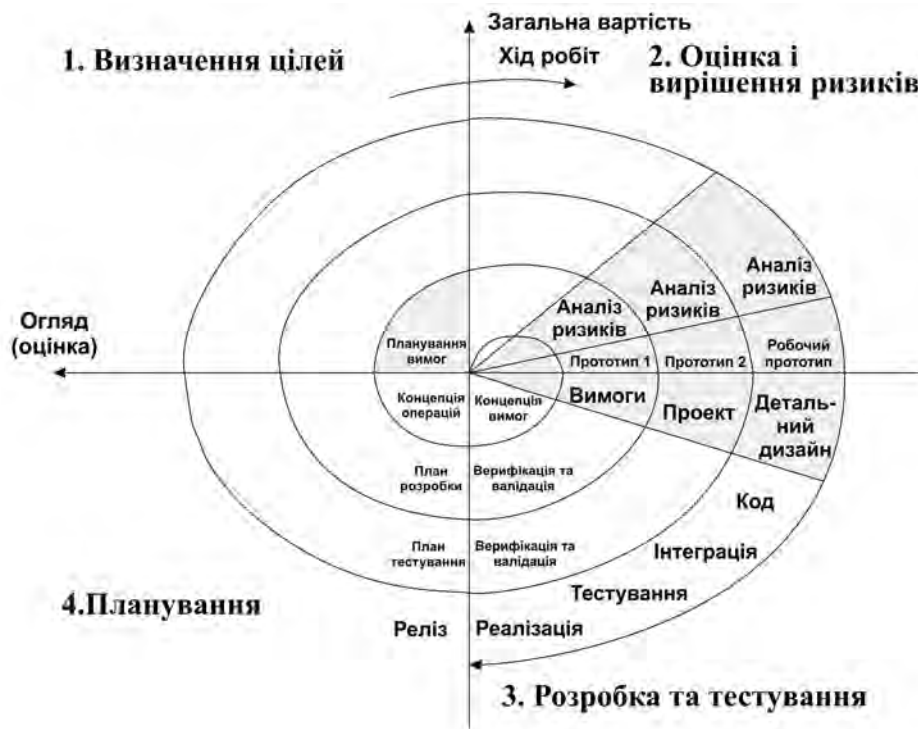 Загальна вартість
1. Визначення цілей
Хід робіт
2. Оцінка і
вирішення ризиків
Аналіз
ризиків
Аналіз
ризиків
Аналіз
ризиків
Огляд
(оцінка)
Планування
вимог
Прототип 1
Прототип 2
Робочий
прототип
Концепція
операцій
Концепція
вимог
Вимоги
Проект
Деталь-
ний
дизайн
План
розробки
Верифікація та
валідація
Код
План
тестування
Верифікація та
валідація
Інтеграція
Тестування
4.Планування
Реліз
Реалізація
3. Розробка та тестування